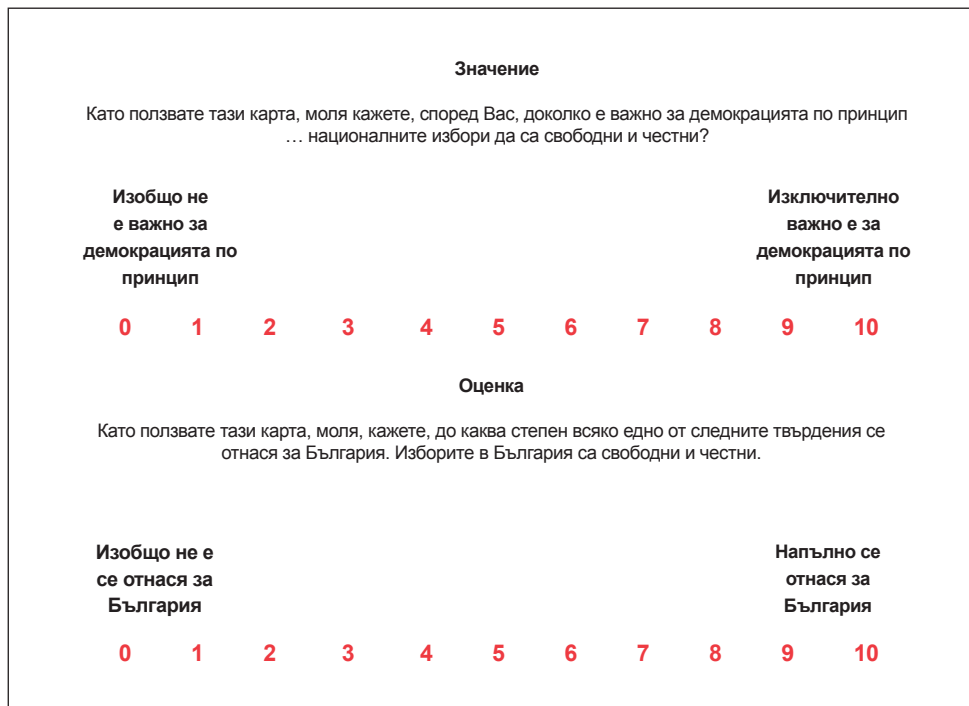 Значение
Като ползвате тази карта, моля кажете, според Вас, доколко е важно за демокрацията по принцип
… националните избори да са свободни и честни?
Изобщо не
е важно за
демокрацията по
принцип
Изключително
важно е за
демокрацията по
принцип
0 1 2 3 4 5 6 7 8 9 10
Оценка
Като ползвате тази карта, моля, кажете, до каква степен всяко едно от следните твърдения се
отнася за България. Изборите в България са свободни и честни.
Изобщо не е
се отнася за
България
Напълно се
отнася за
България
0 1 2 3 4 5 6 7 8 9 10